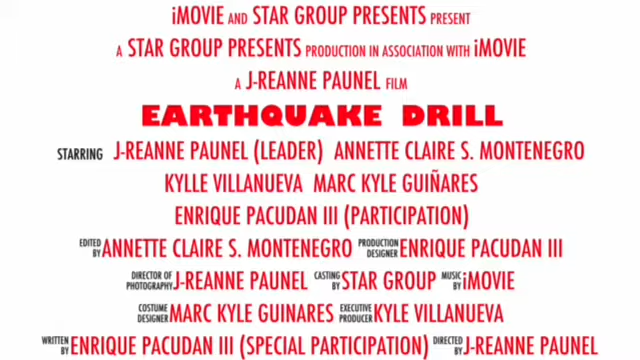 iMOVIE AND STAR GROUP PRESENTS PRESENT
A STAR GROUP PRESENTS PRODUCTION IN ASSOCIATION WITH iMOVIE
A J-REANNE PAUNEL FILM
EARTHQUAKE DRILL
STARRING J-REANNE PAUNEL (LEADER) ANNETTE CLAIRE S. MONTENEGRO
KYLLE VILLANUEVA MARC KYLE GUIÑARES
ENRIQUE PACUDAN III (PARTICIPATION)
EDITED BY ANNETTE CLAIRE S. MONTENEGRO PRODUCTION DESIGNER ENRIQUE PACUDAN III
DIRECTOR OF PHOTOGRAPHY J-REANNE PAUNEL CASTING BY STAR GROUP MUSIC BY iMOVIE
COSTUME DESIGNER MARC KYLE GUINARES EXECUTIVE PRODUCER KYLE VILLANUEVA
WRITTEN BY ENRIQUE PACUDAN III (SPECIAL PARTICIPATION) DIRECTED BY J-REANNE PAUNEL